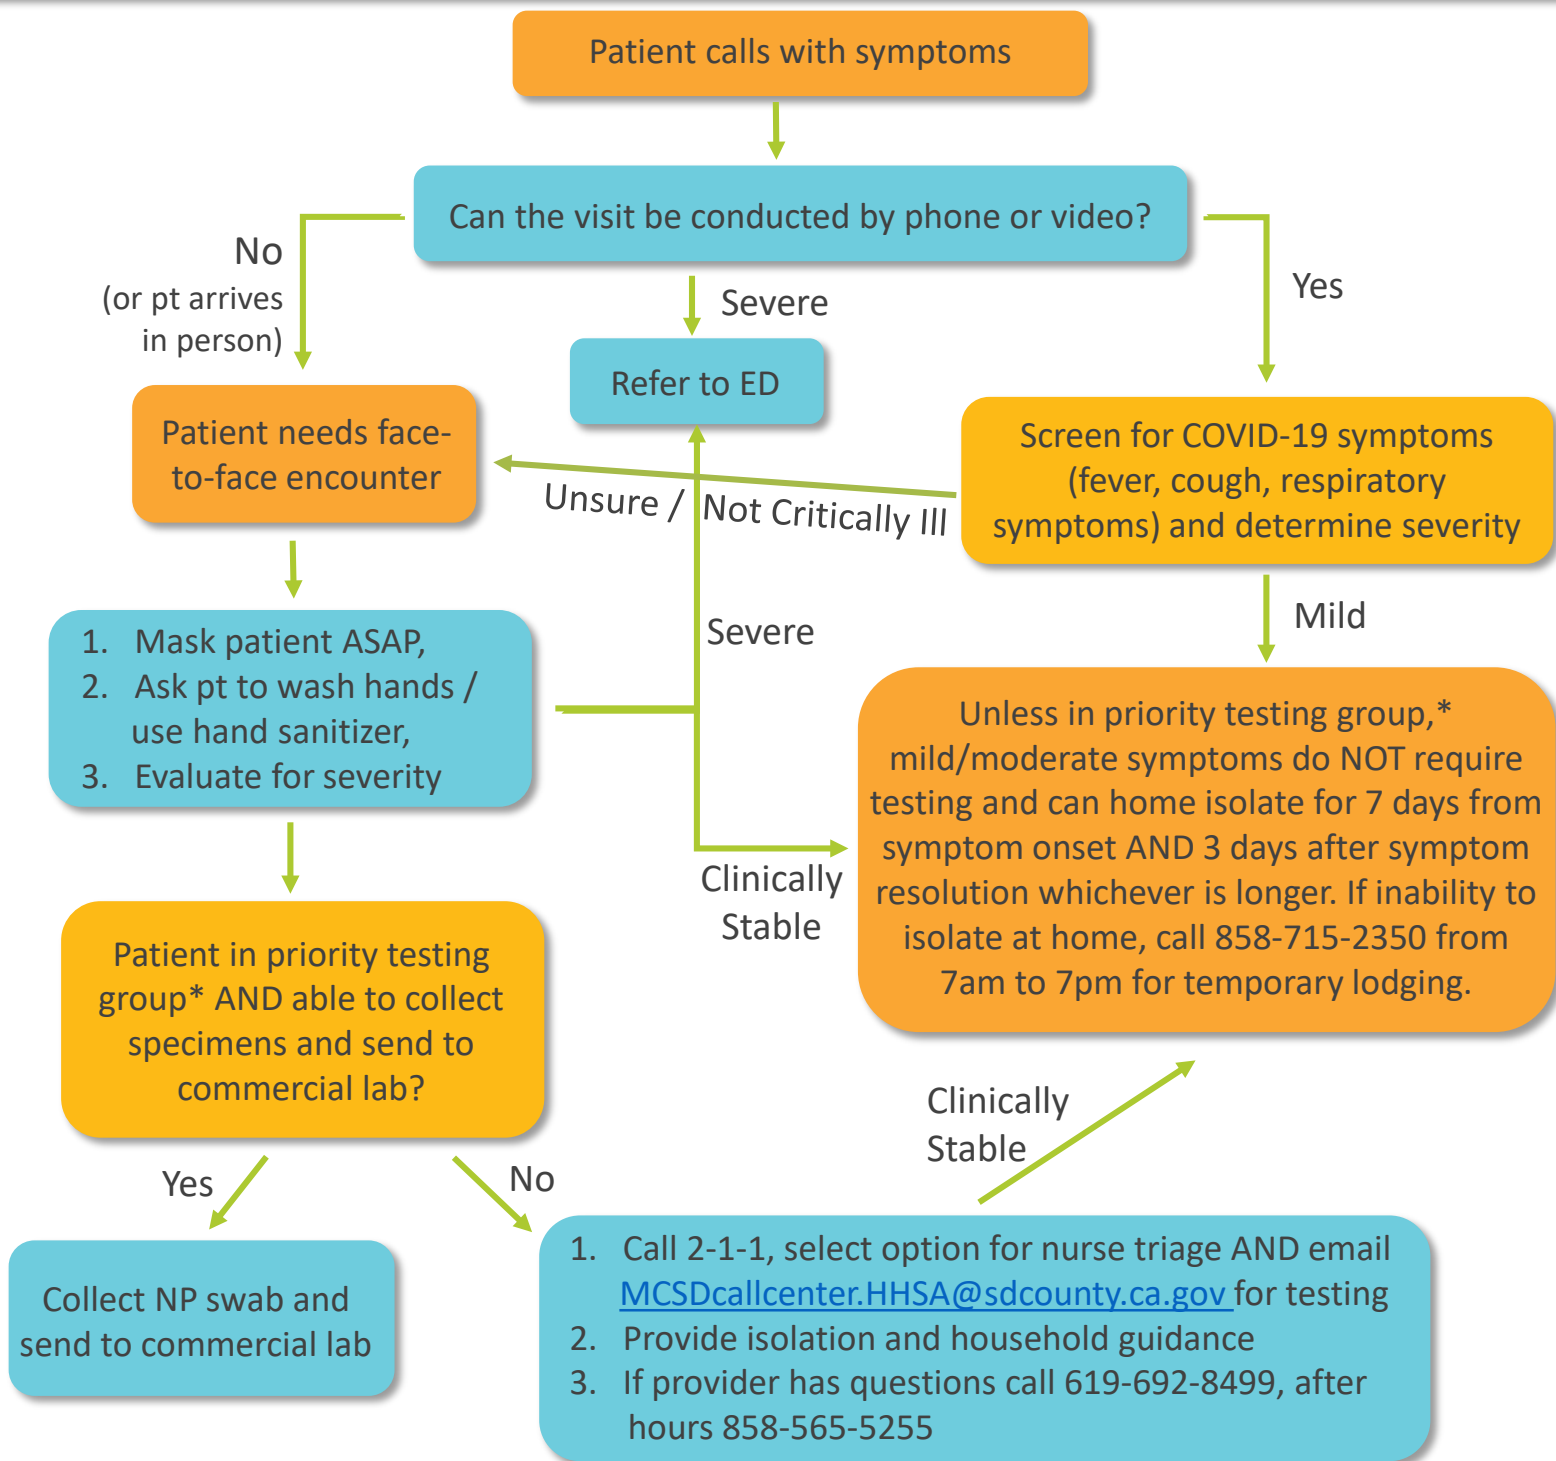 Patient calls with symptoms
Can the visit be conducted by phone or video?
No
(or pt arrives
in person)
Severe
Yes
Refer to ED
Patient needs face-
to-face encounter
Screen for COVID-19 symptoms
(fever, cough, respiratory
symptoms) and determine severity
Unsure / Not Critically Ill
Mild
Severe
1. Mask patient ASAP,
2. Ask pt to wash hands /
use hand sanitizer,
3. Evaluate for severity
Unless in priority testing group,*
mild/moderate symptoms do NOT require
testing and can home isolate for 7 days from
symptom onset AND 3 days after symptom
resolution whichever is longer. If inability to
isolate at home, call 858-715-2350 from
7am to 7pm for temporary lodging.
Clinically
Stable
Patient in priority testing
group* AND able to collect
specimens and send to
commercial lab?
Clinically
Stable
Yes
No
Collect NP swab and
send to commercial lab
1. Call 2-1-1, select option for nurse triage AND email
MCSDcallcenter.HHSA@sdcounty.ca.gov for testing
2. Provide isolation and household guidance
3. If provider has questions call 619-692-8499, after
hours 858-565-5255